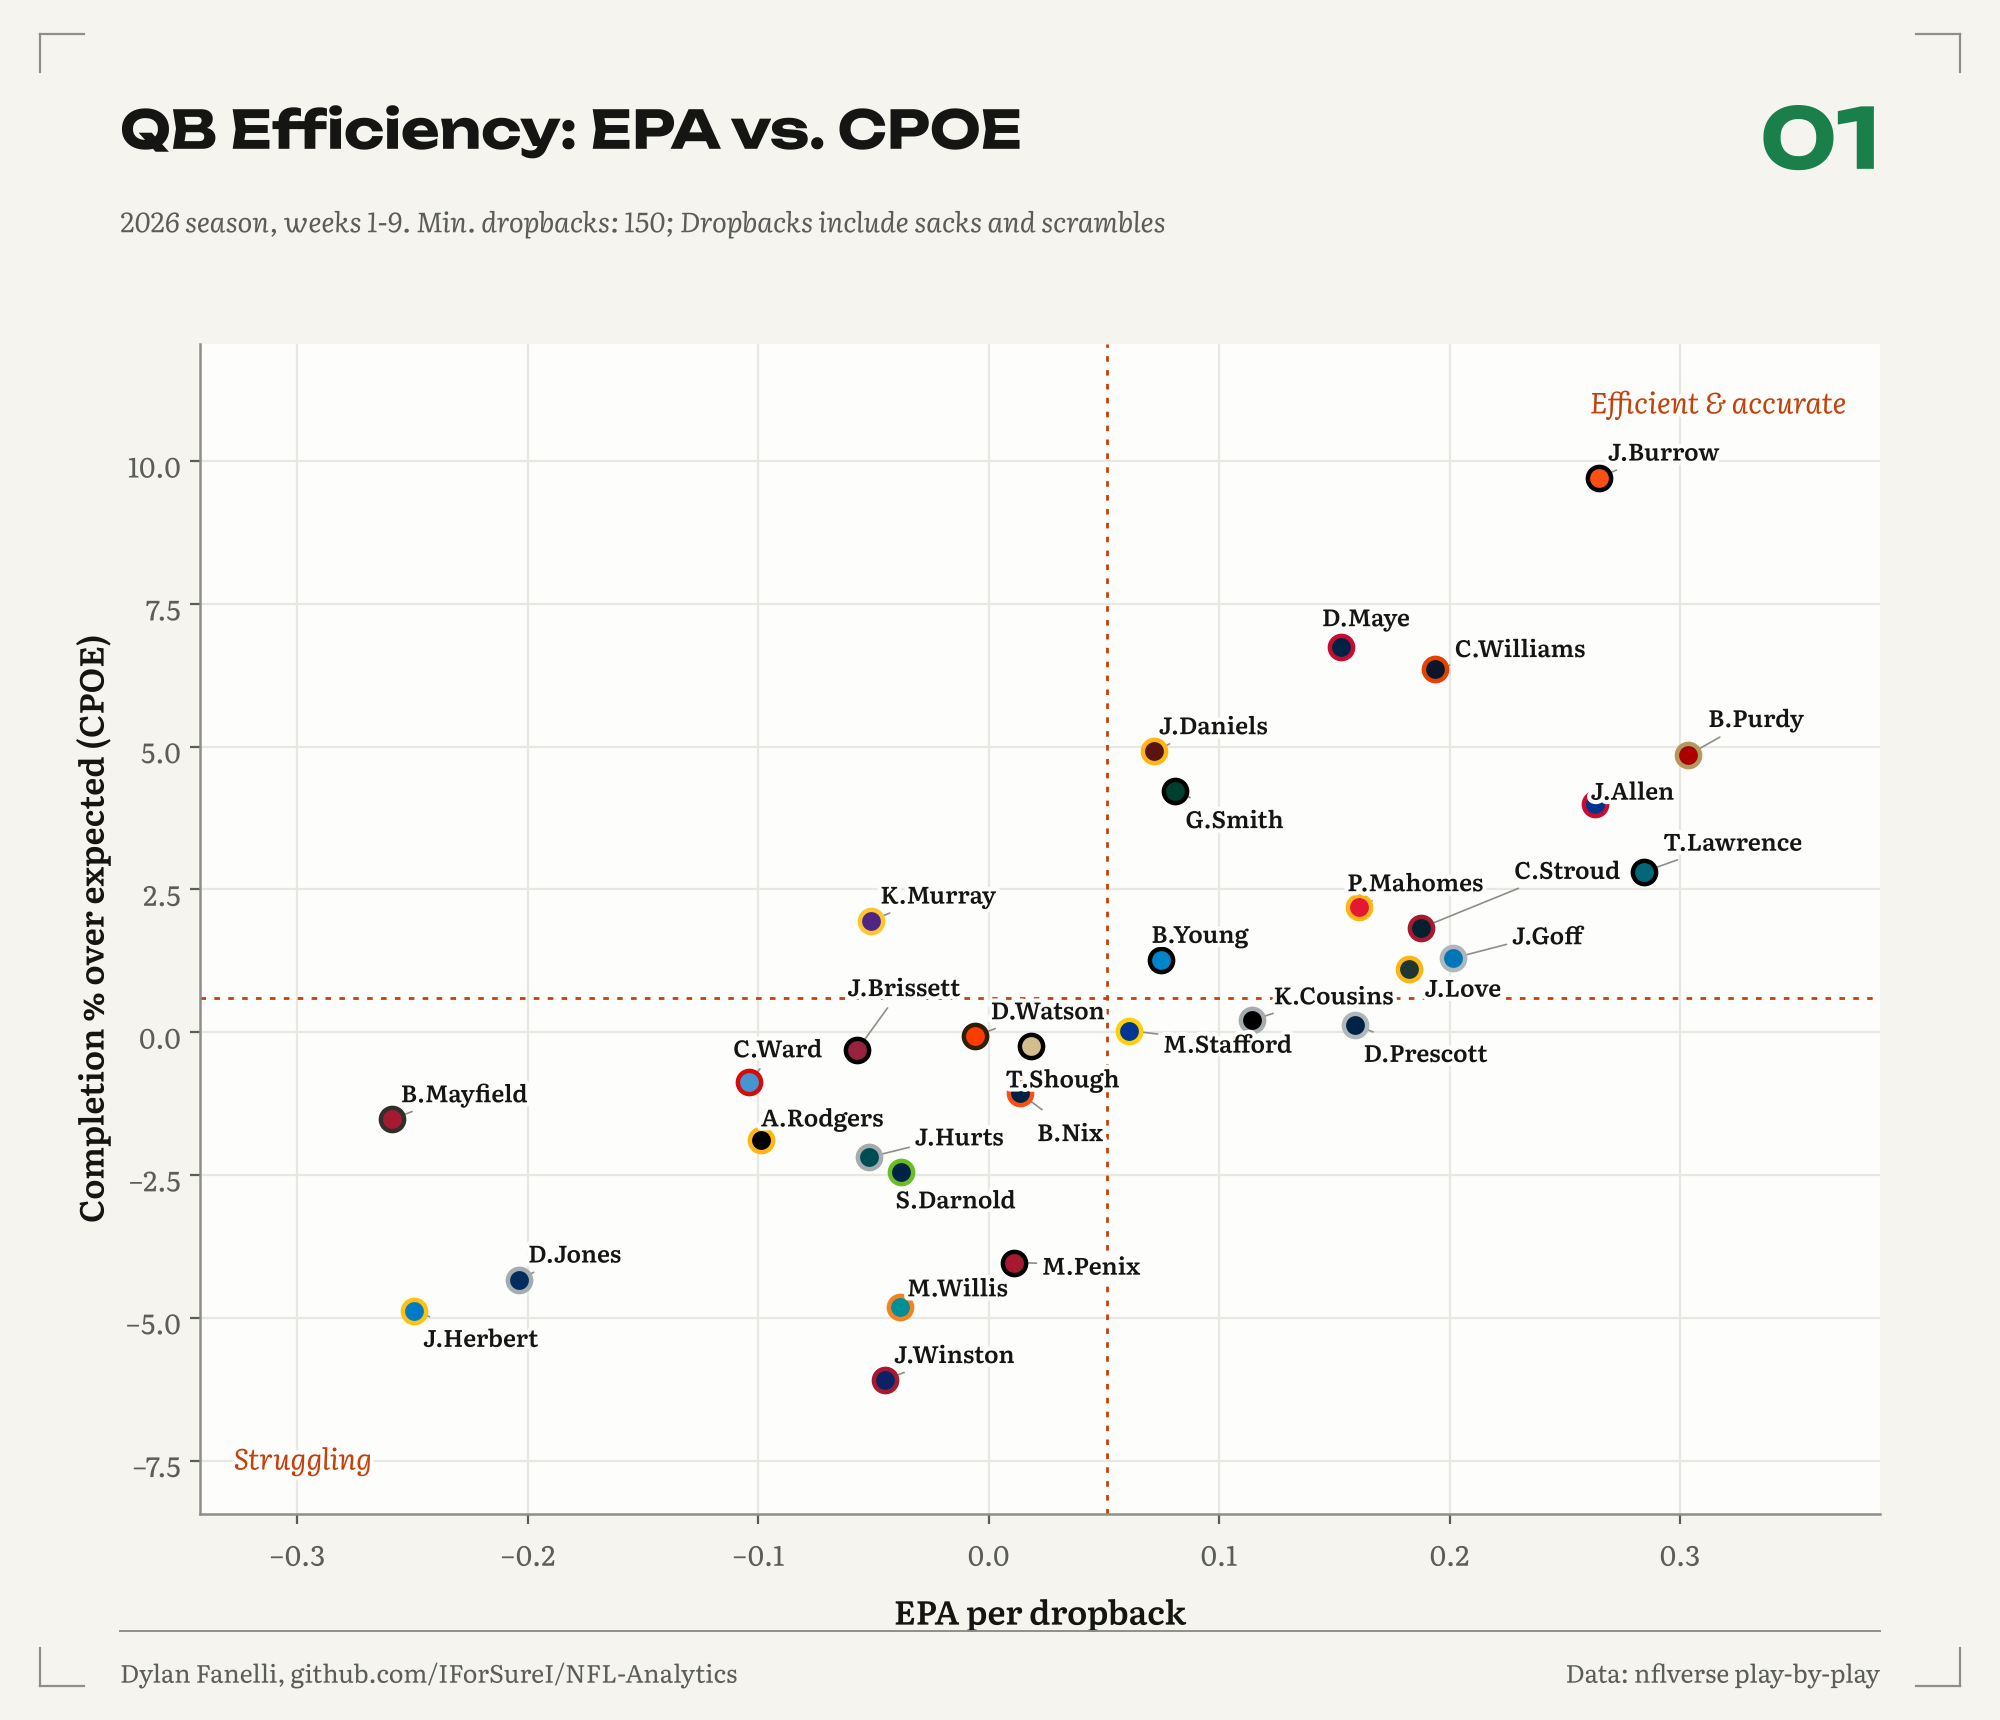 QB Efficiency: EPA vs. CPOE
01
2026 season, weeks 1-9. Min. dropbacks: 150; Dropbacks include sacks and scrambles
Efficient & accurate
J.Burrow
10.0
7.5
D.Maye
C.Williams
B.Purdy
J.Daniels
5.0
J.Allen
G.Smith
T.Lawrence
C.Stroud
P.Mahomes
2.5
K.Murray
B.Young
J.Goff
J.Brissett
J.Love
K.Cousins
D.Watson
0.0
M.Stafford
C.Ward
D.Prescott
T.Shough
B.Mayfield
A.Rodgers
B.Nix
J.Hurts
−2.5
S.Darnold
D.Jones
M.Penix
M.Willis
−5.0
J.Herbert
J.Winston
Struggling
−7.5
Completion % over expected (CPOE)
−0.3 −0.2 −0.1 0.0 0.1 0.2 0.3
EPA per dropback
Dylan Fanelli, github.com/IForSureI/NFL-Analytics
Data: nflverse play-by-play